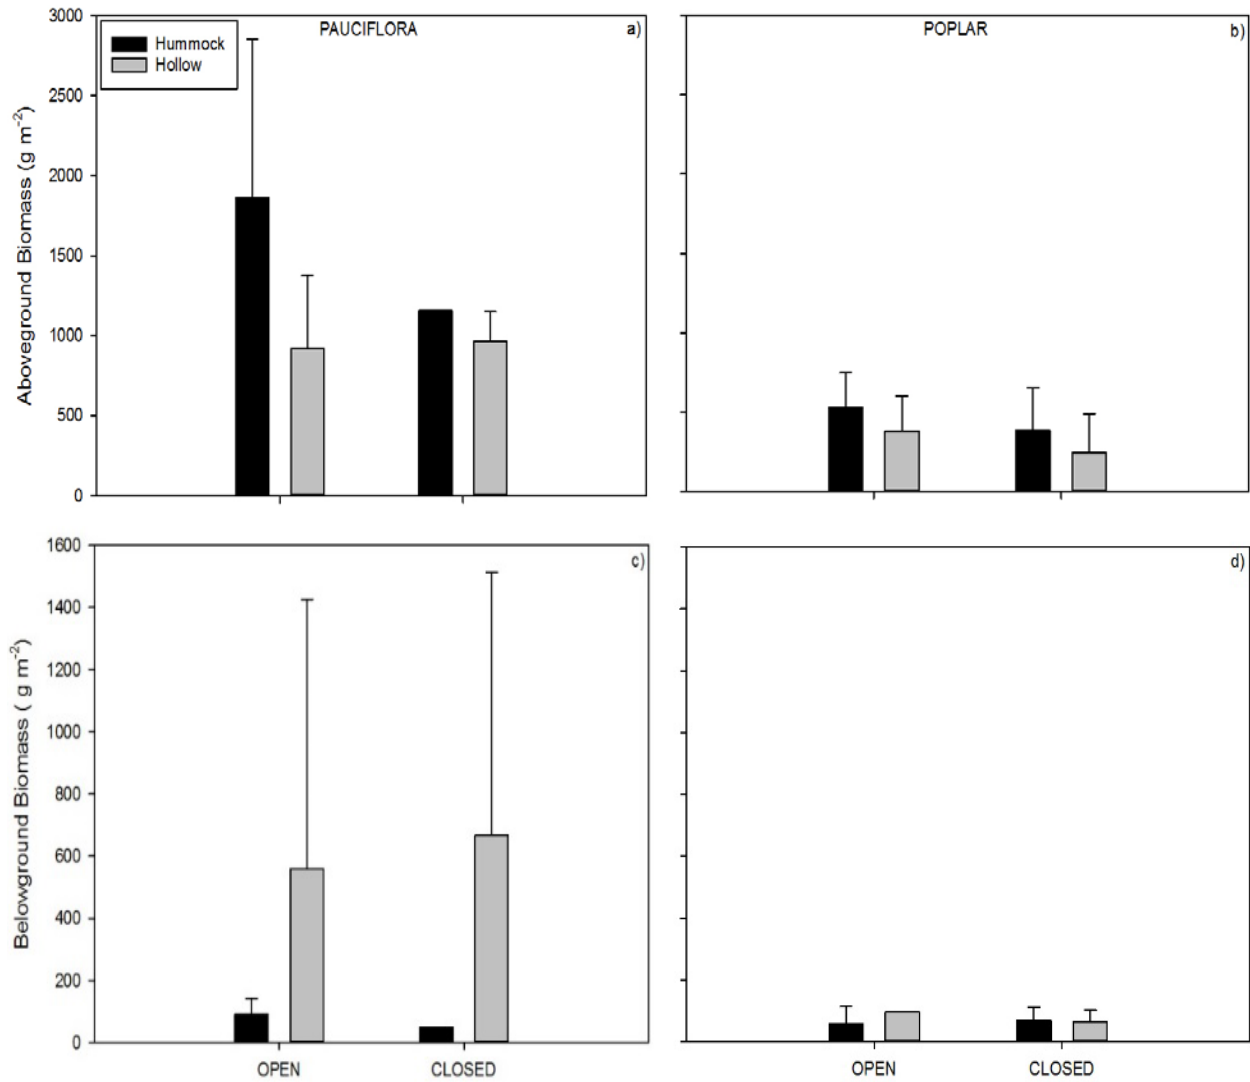 PAUCIFLORA
a)
Hummock
Hollow
3000
2500
2000
1500
1000
500
0
Aboveground Biomass (g m⁻²)
POPLAR
b)
c)
1600
1400
1200
1000
800
600
400
200
0
Belowground Biomass ( g m⁻²)
OPEN
CLOSED
d)
OPEN
CLOSED